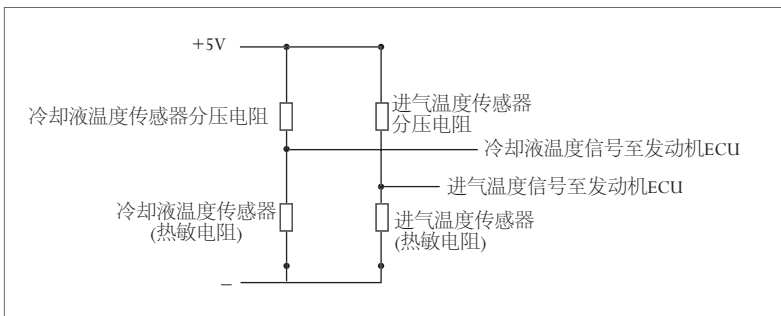 +5V
冷却液温度传感器分压电阻
进气温度传感器
分压电阻
冷却液温度信号至发动机ECU
进气温度信号至发动机ECU
冷却液温度传感器
(热敏电阻)
进气温度传感器
(热敏电阻)
−